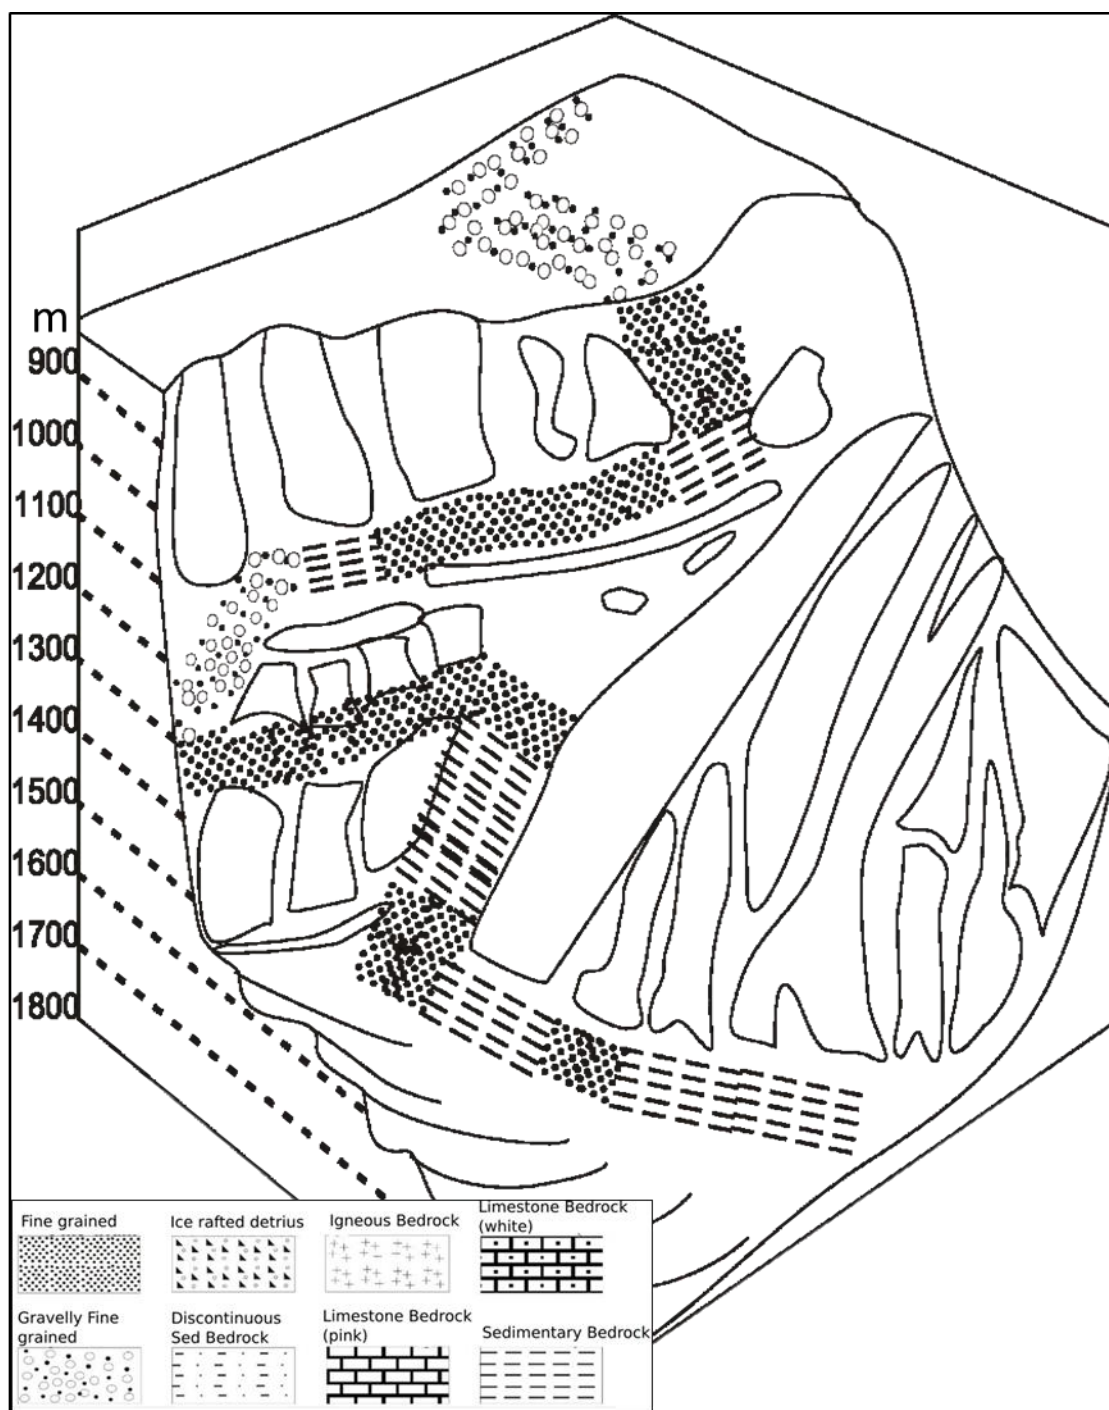 m
900
1000
1100
1200
1300
1400
1500
1600
1700
1800
Fine grained
Ice rafted detrius
Igneous Bedrock
Limestone Bedrock
(white)
Gravelly Fine
grained
Discontinuous
Sed Bedrock
Limestone Bedrock
(pink)
Sedimentary Bedrock